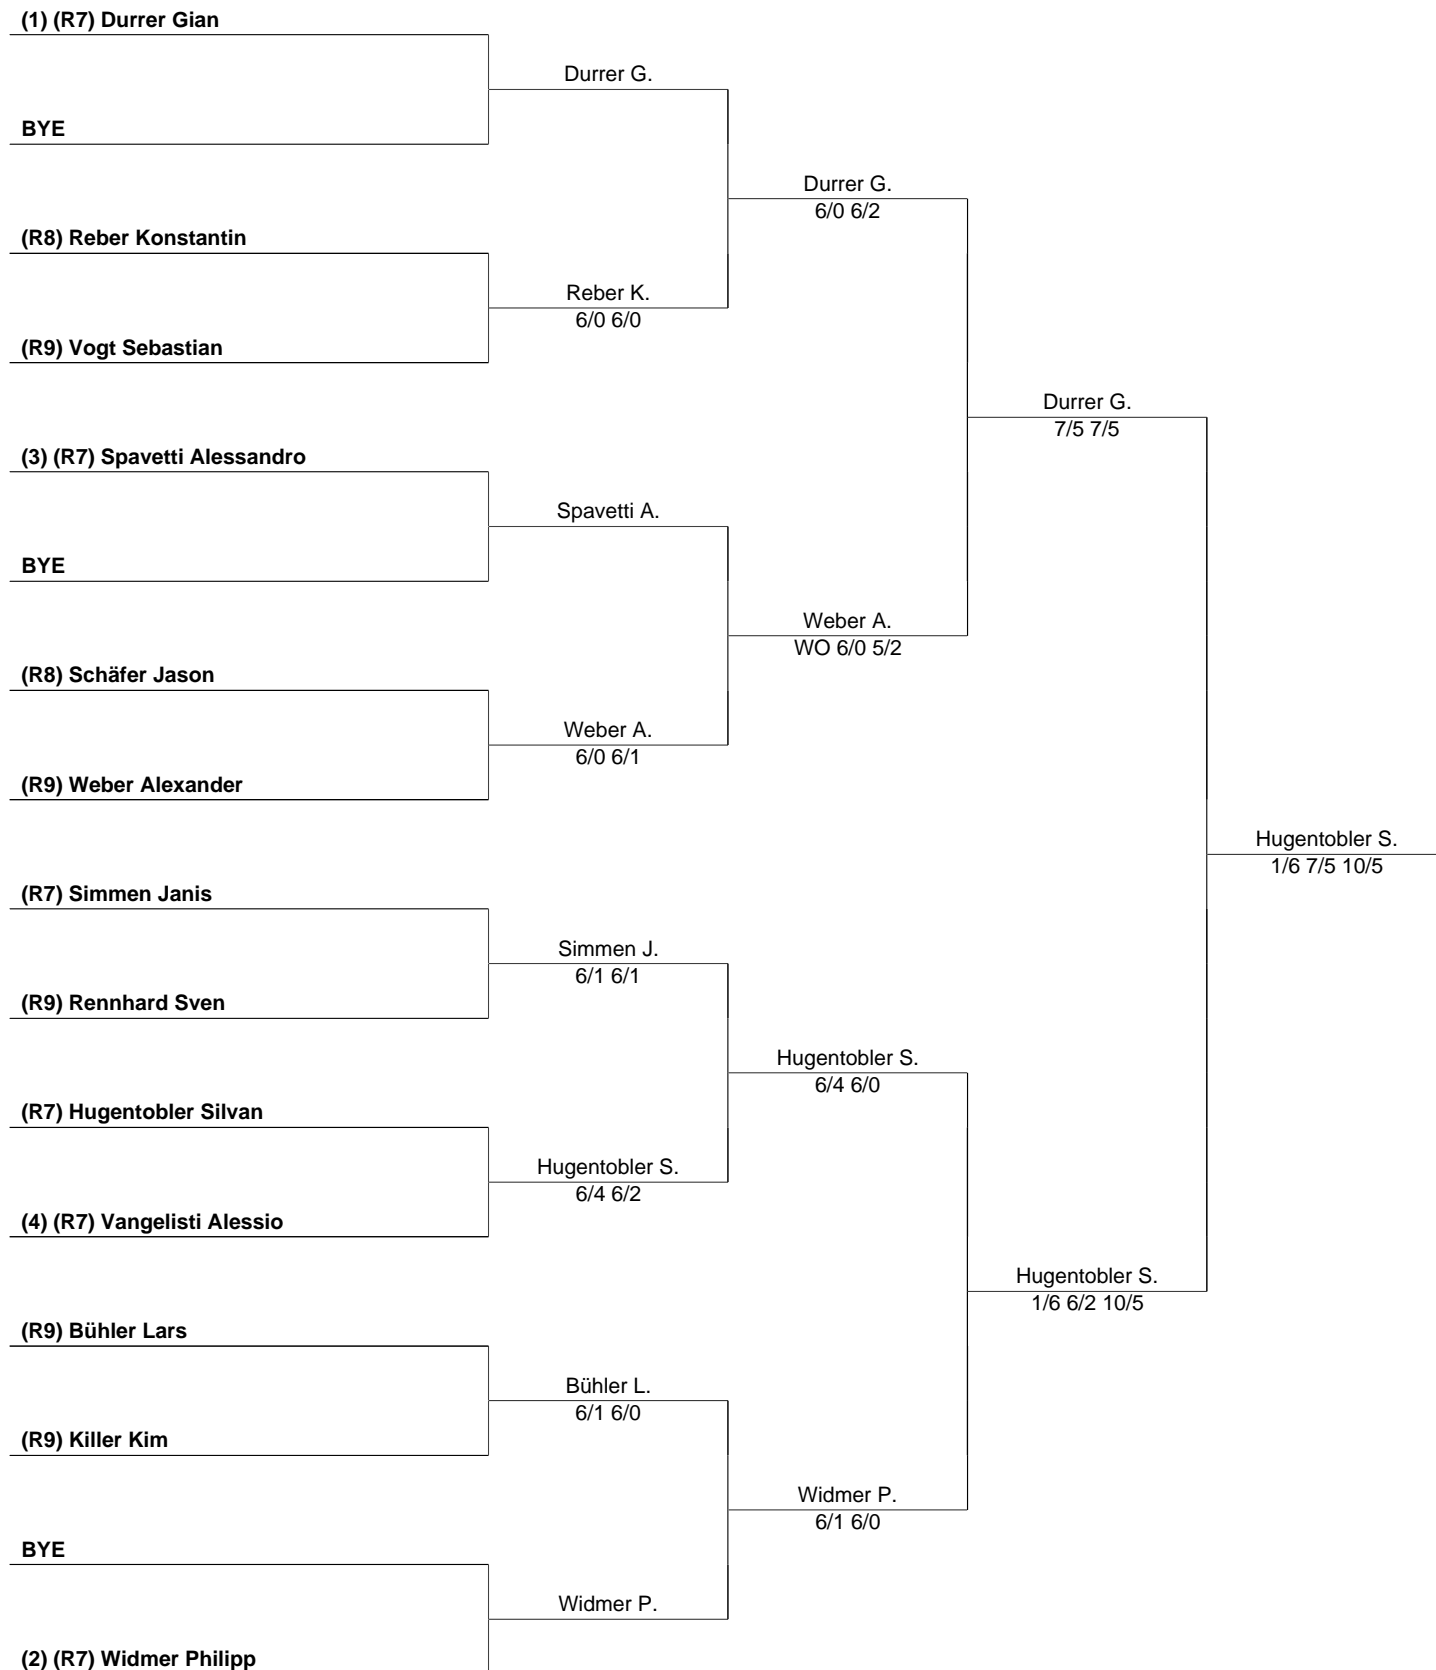 (1) (R7) Durrer Gian
Durrer G.
BYE
Durrer G.
6/0 6/2
(R8) Reber Konstantin
Reber K.
6/0 6/0
(R9) Vogt Sebastian
Durrer G.
7/5 7/5
(3) (R7) Spavetti Alessandro
Spavetti A.
BYE
Weber A.
WO 6/0 5/2
(R8) Schäfer Jason
Weber A.
6/0 6/1
(R9) Weber Alexander
Hugentobler S.
1/6 7/5 10/5
(R7) Simmen Janis
Simmen J.
6/1 6/1
(R9) Rennhard Sven
Hugentobler S.
6/4 6/0
(R7) Hugentobler Silvan
Hugentobler S.
6/4 6/2
(4) (R7) Vangelisti Alessio
Hugentobler S.
1/6 6/2 10/5
(R9) Bühler Lars
Bühler L.
6/1 6/0
(R9) Killer Kim
Widmer P.
6/1 6/0
BYE
Widmer P.
(2) (R7) Widmer Philipp